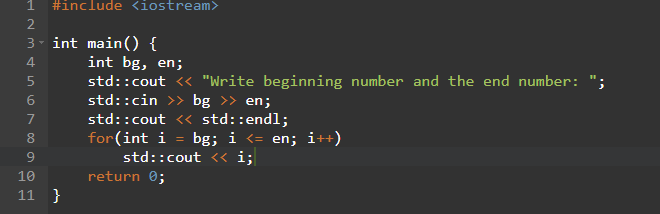 1 #include <iostream>
2
3 int main() {
4     int bg, en;
5     std::cout << "Write beginning number and the end number: ";
6     std::cin >> bg >> en;
7     std::cout << std::endl;
8     for(int i = bg; i <= en; i++)
9         std::cout << i;
10     return 0;
11 }